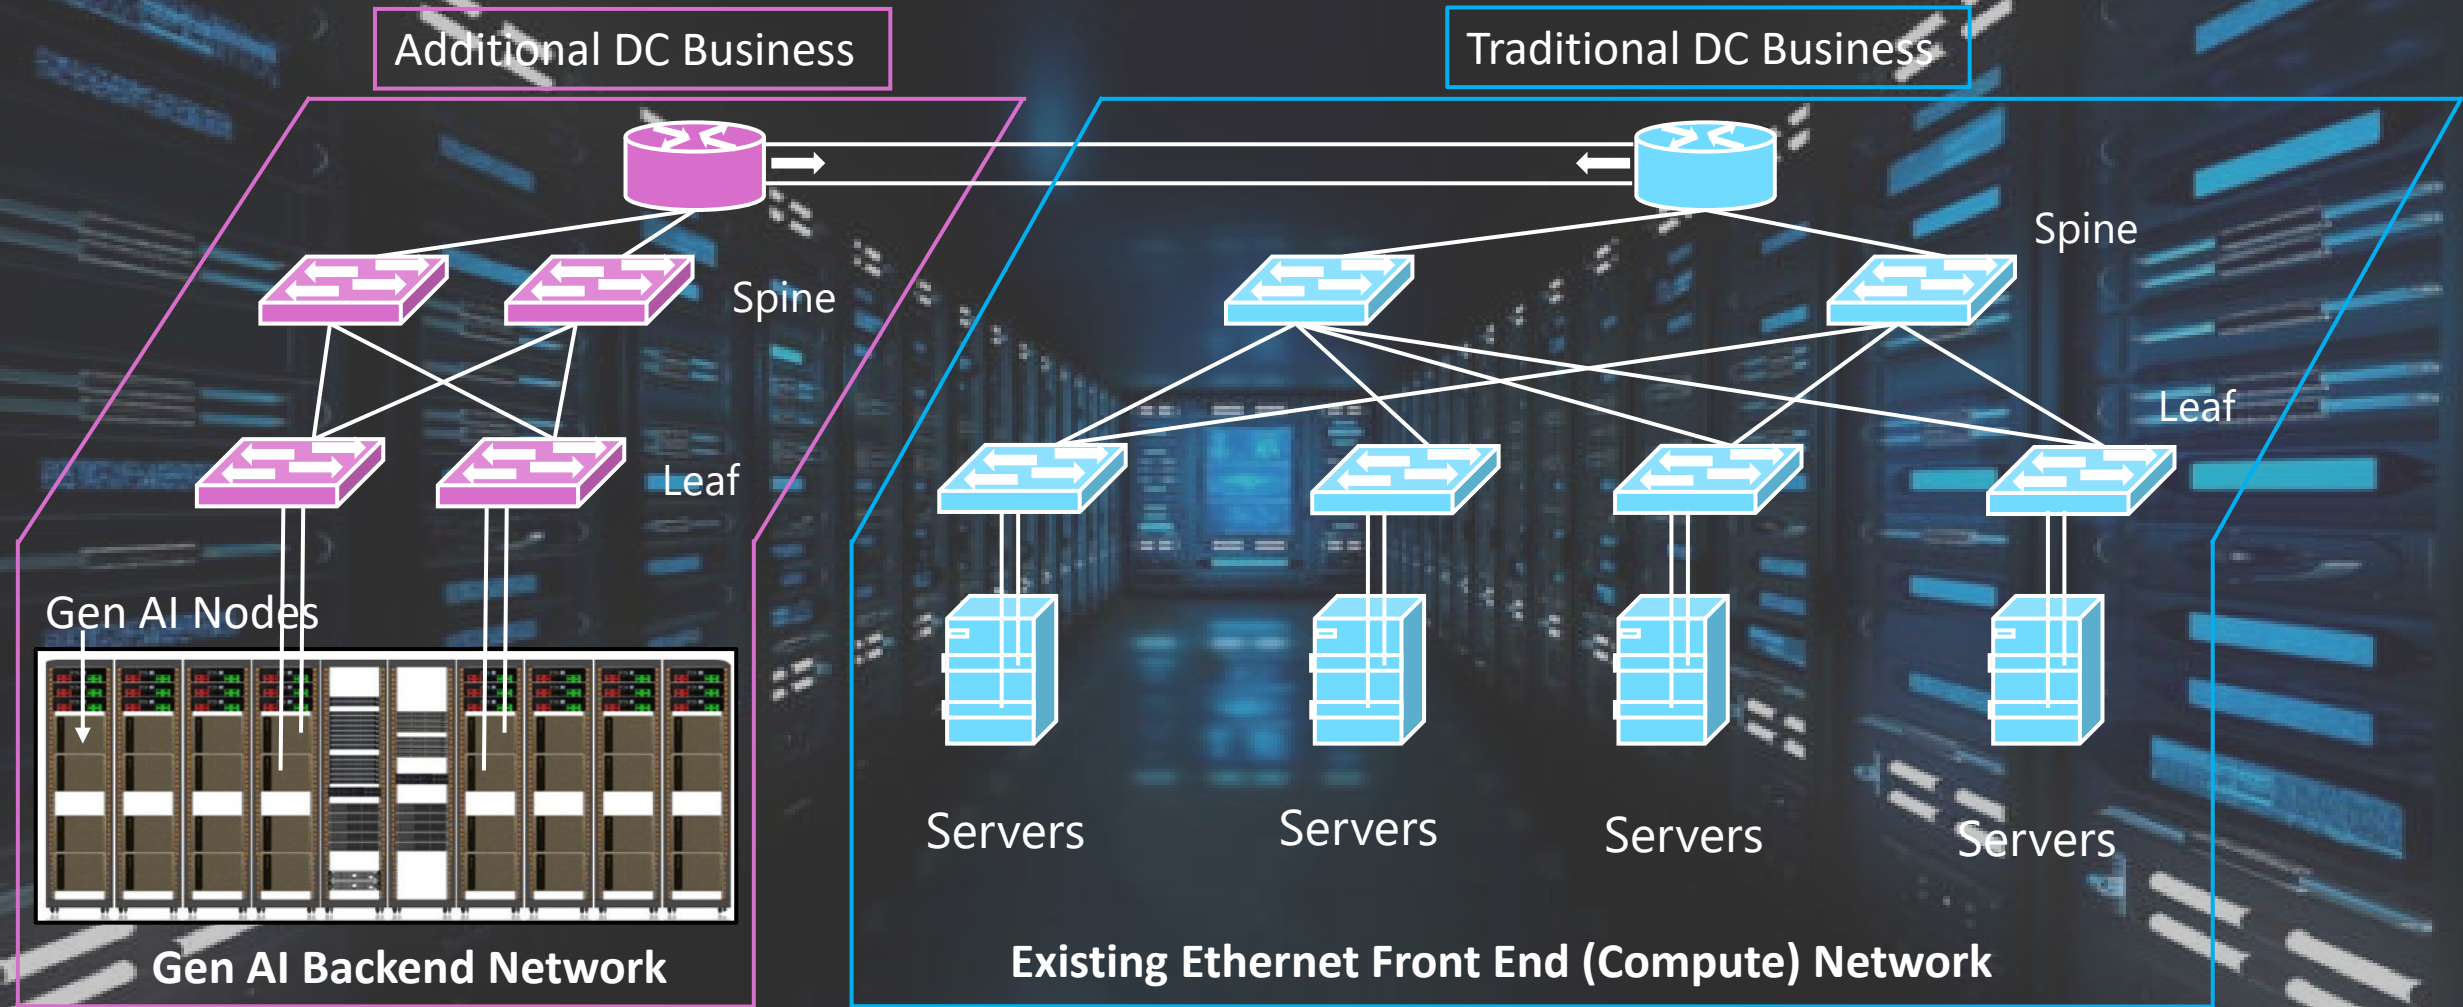 Additional DC Business
Traditional DC Business
Spine
Spine
Leaf
Leaf
Gen AI Nodes
Servers
Servers
Servers
Servers
Gen AI Backend Network
Existing Ethernet Front End (Compute) Network